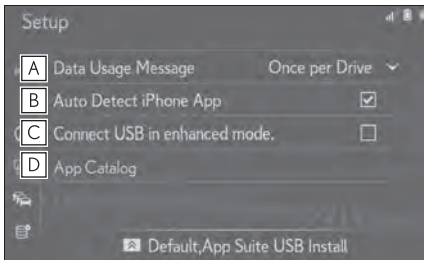 Setup
A Data Usage Message Once per Drive
B Auto Detect iPhone App
C Connect USB in enhanced mode.
D App Catalog
Default,App Suite USB Install